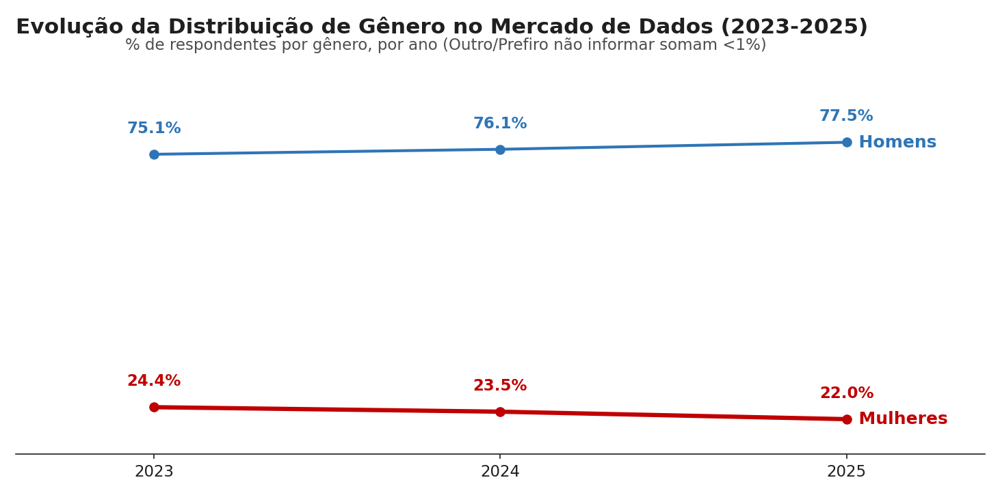 Evolução da Distribuição de Gênero no Mercado de Dados (2023-2025)
% de respondentes por gênero, por ano (Outro/Prefiro não informar somam <1%)
75.1%
76.1%
77.5%
Homens
24.4%
23.5%
22.0%
Mulheres
2023
2024
2025